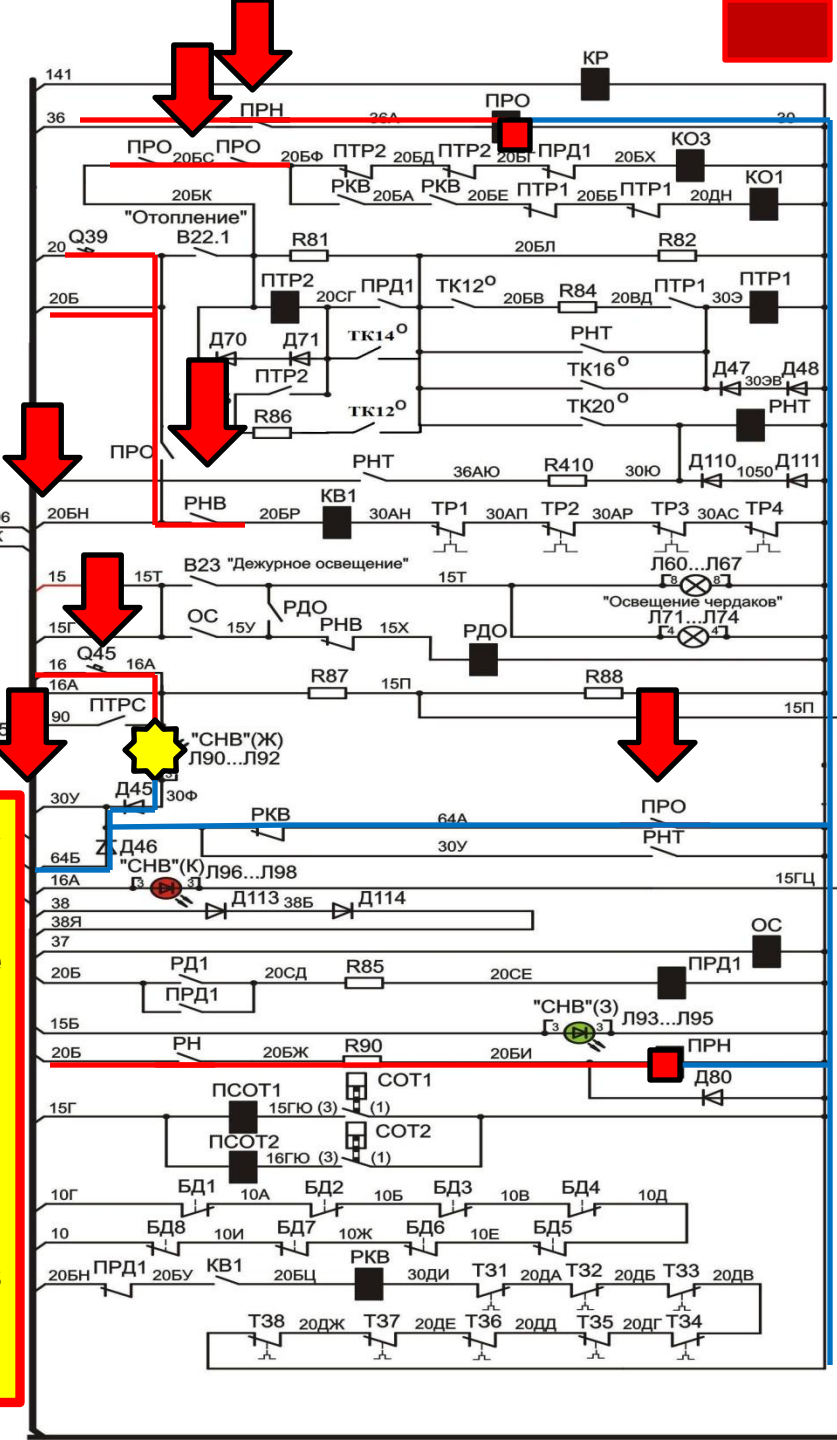 КР
141
36 ПРН 36А ПРО 30
ПРО 20БС ПРО 20БФ ПТР2 20БД ПТР2 20БГ ПРД1 20БХ КО3
20БК РКВ 20БА РКВ 20БЕ ПТР1 20ББ ПТР1 20ДН КО1
"Отопление"
20 Q39 В22.1 R81 20БЛ R82
20Б ПТР2 20СГ ПРД1 ТК12О 20БВ R84 20ВД ПТР1 30Э ПТР1
Д70 Д71 ТК14О РНТ
ПТР2 ТК16О Д47 30ЭВ Д48
R86 ТК12О ТК20О РНТ
ПРО РНТ 36АЮ R410 30Ю Д110 1050 Д111
20БН РНВ 20БР КВ1 30АН ТР1 30АП ТР2 30АР ТР3 30АС ТР4
15 15Т В23 "Дежурное освещение" 15Т 8 8 Л60...Л67
"Освещение чердаков"
15Г ОС 15У РДО РНВ 15Х РДО 4 4 Л71...Л74
16 Q45 16А
16А R87 15П R88
90 ПТРС 15П
"СНВ"(Ж)
Л90...Л92
30У Д45 30Ф
РКВ 64А ПРО
Д46 30У РНТ
64Б
"СНВ"(К) Л96...Л98
16А 3 3 15ГЦ
38 Д113 38Б Д114
38Я
37 ОС
20Б РД1 20СД R85 20СЕ ПРД1
ПРД1
"СНВ"(З)
15Б 3 3 Л93...Л95
20Б РН 20БЖ R90 20БИ ПРН
Д80
15Г ПСОТ1 15ГЮ (3) СОТ1 (1)
ПСОТ2 16ГЮ (3) СОТ2 (1)
10Г БД1 10А БД2 10Б БД3 10В БД4 10Д
10 БД8 10И БД7 10Ж БД6 10Е БД5
20БН ПРД1 20БУ КВ1 20БЦ РКВ 30ДИ ТЗ1 20ДА ТЗ2 20ДБ ТЗ3 20ДВ
ТЗ8 20ДЖ ТЗ7 20ДЕ ТЗ6 20ДД ТЗ5 20ДГ ТЗ4